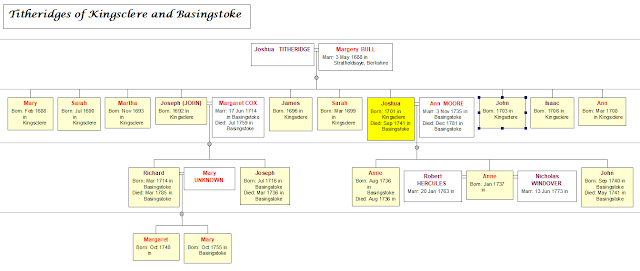 Titheridges of Kingsclere and Basingstoke
Joshua TITHERIDGE
Margery BULL
Marr: 3 May 1688 in
Stratfieldsaye, Berkshire
Mary
Born: Feb 1688
in
Kingsclere
Sarah
Born: Jul 1690
in Kingsclere
Martha
Born: Nov 1693
in Kingsclere
Joseph (JOHN)
Born: 1692 in
Kingsclere
Margaret COX
Marr: 17 Jun 1714
in Basingstoke
Died: Jul 1759 in
Basingstoke
James
Born: 1696 in
Kingsclere
Sarah
Born: Mar 1699
in Kingsclere
Joshua
Born: 1701 in
Kingsclere
Died: Sep 1741 in
Basingstoke
Ann MOORE
Marr: 3 Nov 1735 in
Basingstoke
Died: Dec 1781 in
Basingstoke
John
Born: 1703 in
Kingsclere
Isaac
Born: 1706 in
Kingsclere
Ann
Born: Mar 1708
in Kingsclere
Richard
Born: Mar 1714 in
Basingstoke
Died: Mar 1785 in
Basingstoke
Mary
UNKNOWN
Joseph
Born: Jul 1716 in
Basingstoke
Died: Mar 1736 in
Basingstoke
Anne
Born: Aug 1736
in
Basingstoke
Died: Aug 1736 in
Robert
HERCULES
Marr: 20 Jan 1763 in
Anne
Born: Jan 1737
in
Nicholas
WINDOVER
Marr: 13 Jun 1773 in
John
Born: Sep 1740 in
Basingstoke
Died: May 1741 in
Basingstoke
Margaret
Born: Oct 1748
in
Mary
Born: Oct 1755 in
Basingstoke